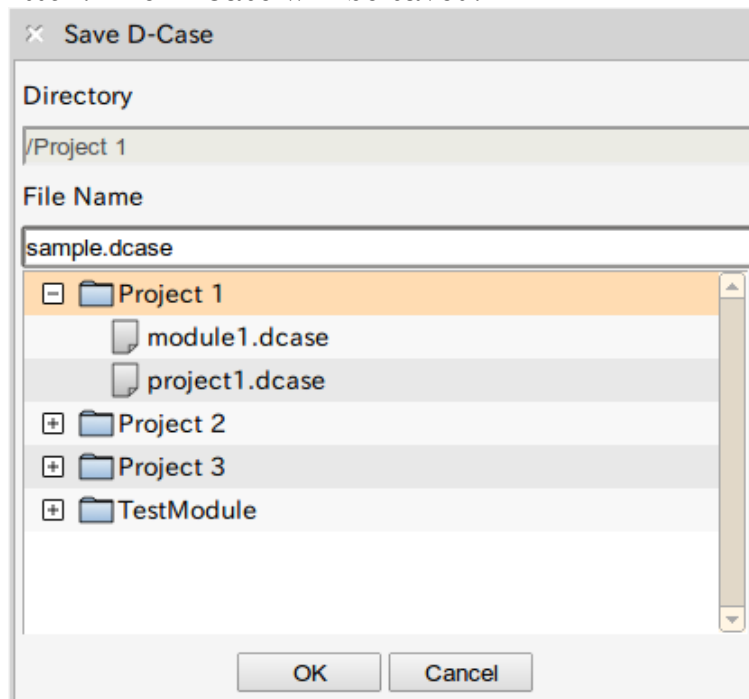 Save D-Case
Directory
/Project 1
File Name
sample.dcase
Project 1
module1.dcase
project1.dcase
Project 2
Project 3
TestModule
OK Cancel